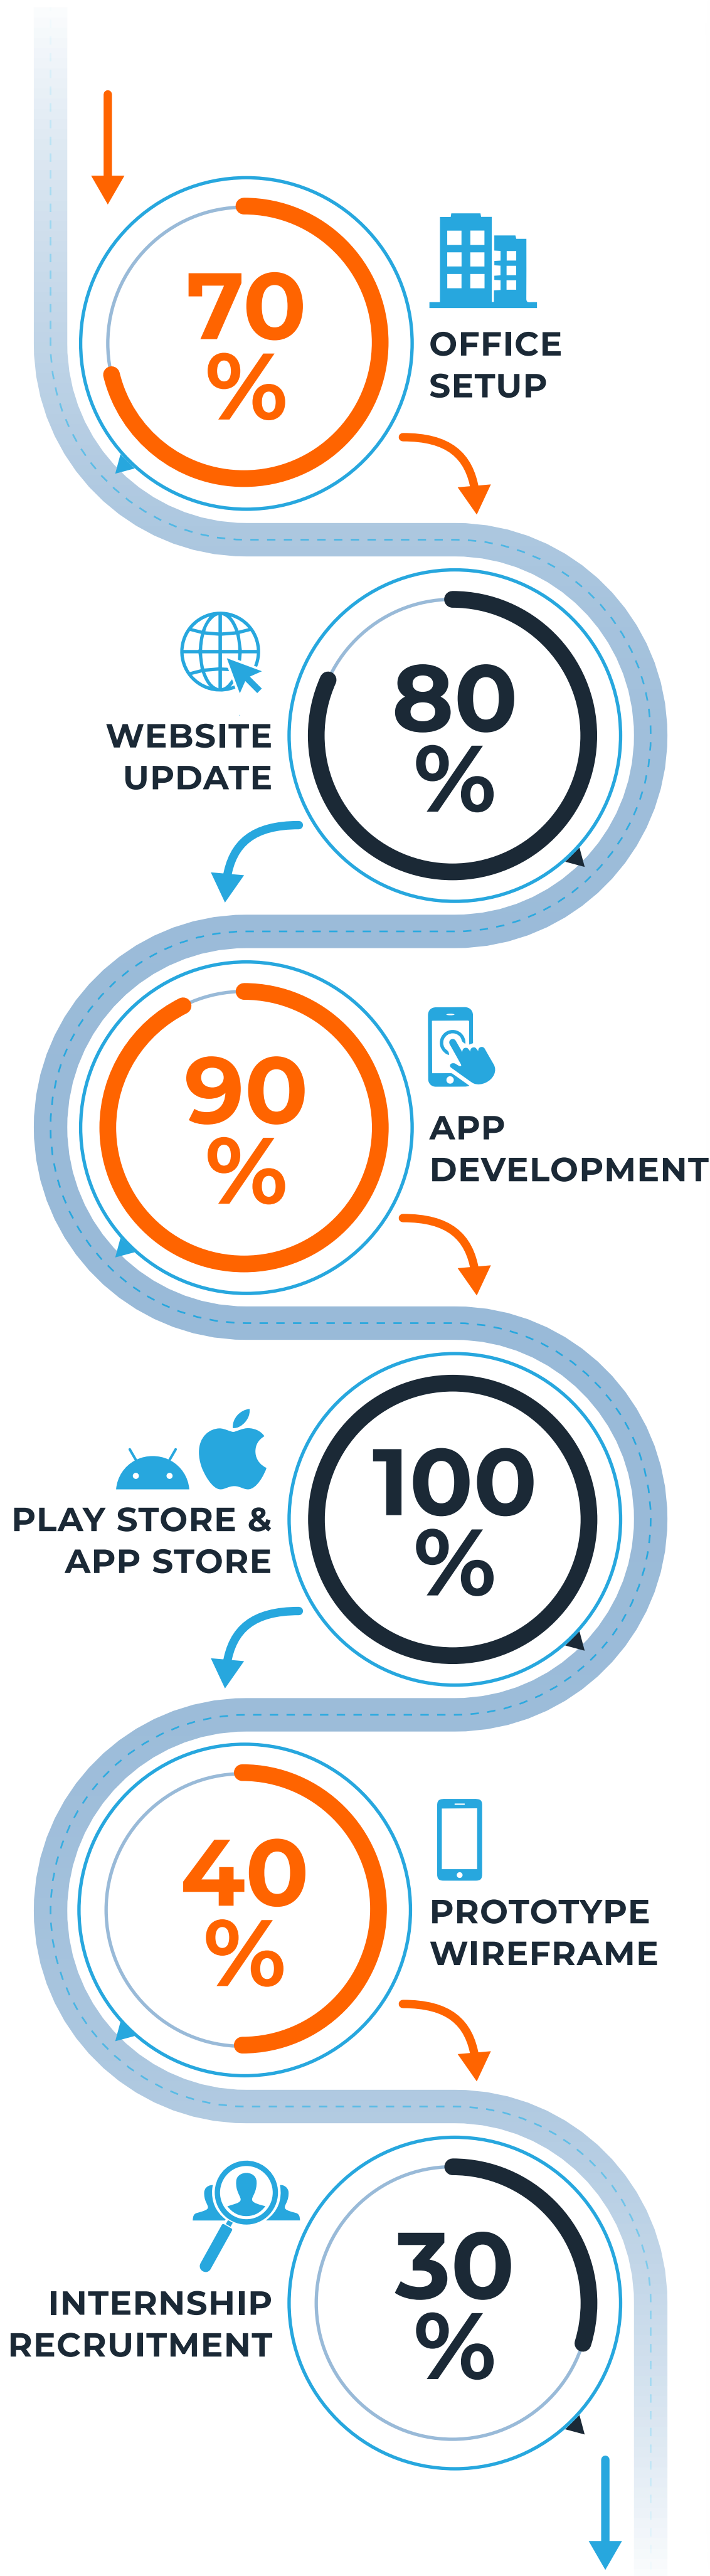 70
%
OFFICE
SETUP
WEBSITE
UPDATE
80
%
90
%
APP
DEVELOPMENT
PLAY STORE &
APP STORE
100
%
40
%
PROTOTYPE
WIREFRAME
INTERNSHIP
RECRUITMENT
30
%